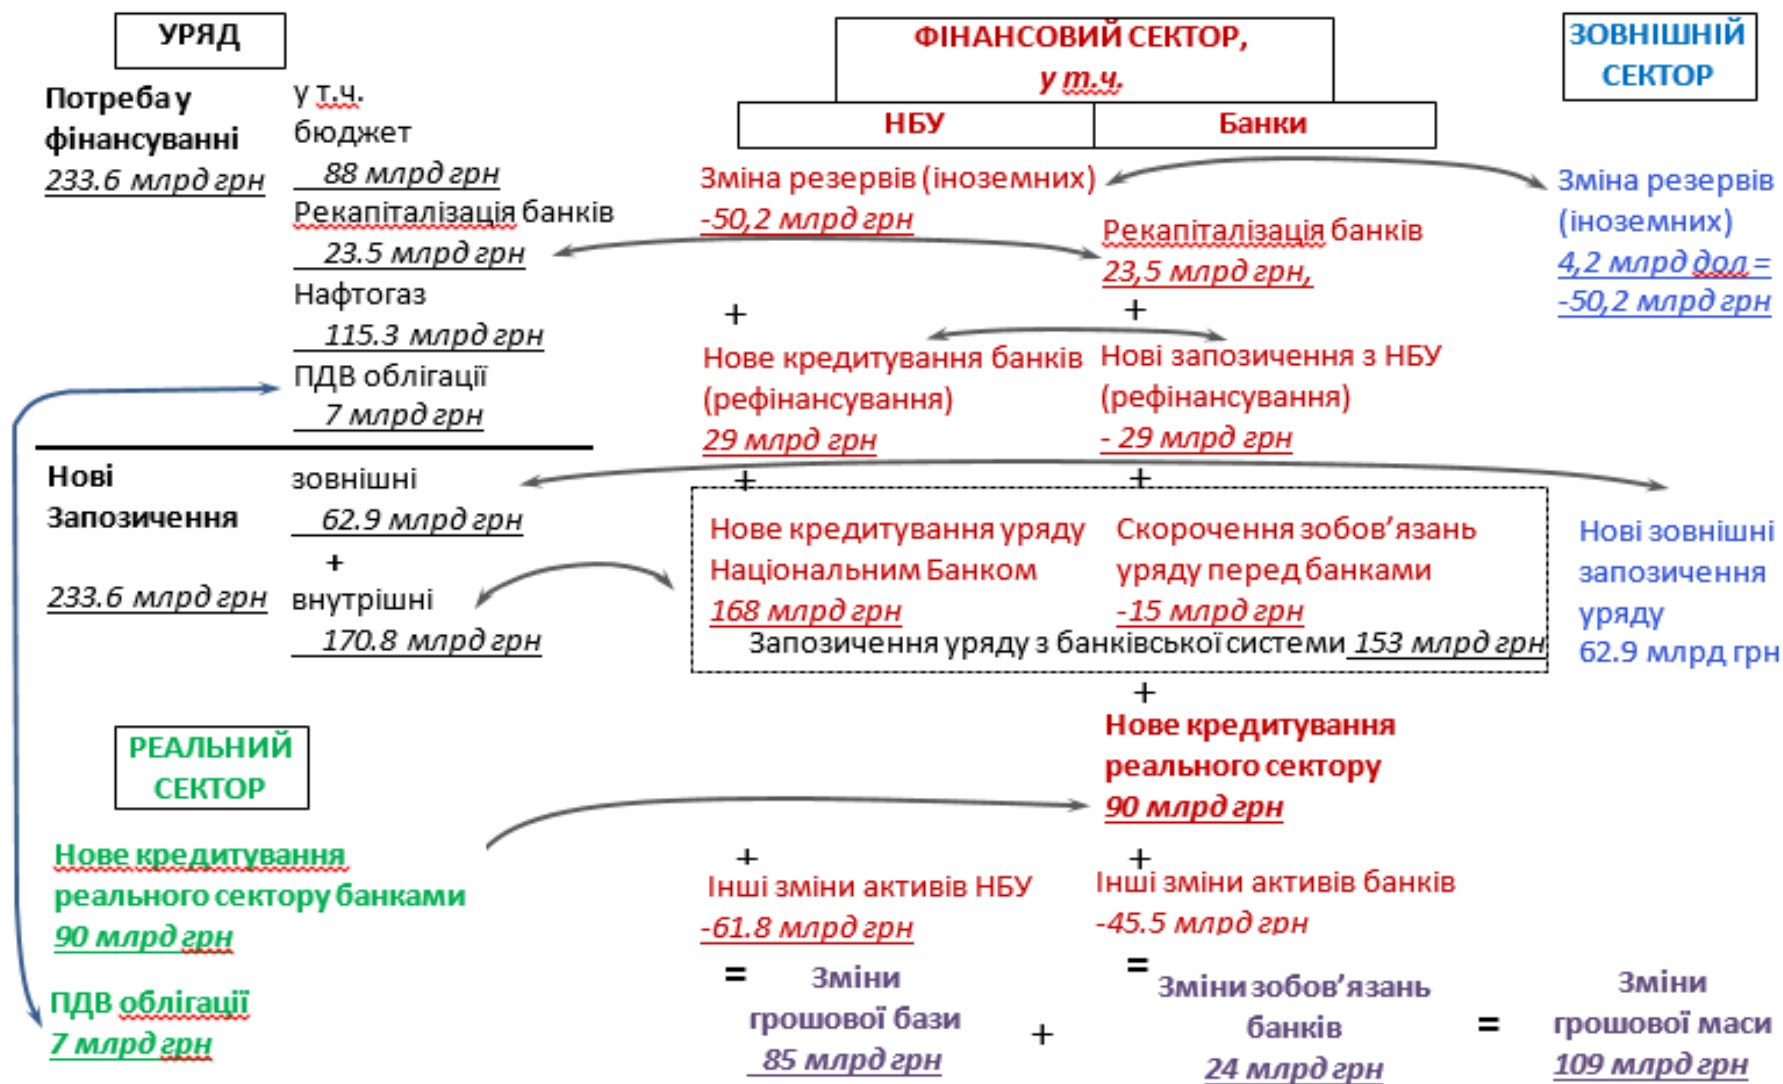 УРЯД
Потреба у
фінансуванні
233.6 млрд грн
у т.ч.
бюджет
88 млрд грн
Рекапіталізація банків
23.5 млрд грн
Нафтогаз
115.3 млрд грн
ПДВ облігації
7 млрд грн
Нові
Запозичення
233.6 млрд грн
зовнішні
62.9 млрд грн
+
внутрішні
170.8 млрд грн
РЕАЛЬНИЙ
СЕКТОР
Нове кредитування
реального сектору банками
90 млрд грн
ПДВ облігації
7 млрд грн
ФІНАНСОВИЙ СЕКТОР,
у т.ч.
НБУ
Банки
Зміна резервів (іноземних)
-50,2 млрд грн
+
Нове кредитування банків
(рефінансування)
29 млрд грн
+
Нове кредитування уряду
Національним Банком
168 млрд грн
Рекапіталізація банків
23,5 млрд грн,
+
Нові запозичення з НБУ
(рефінансування)
- 29 млрд грн
+
Скорочення зобов’язань
уряду перед банками
-15 млрд грн
Запозичення уряду з банківської системи 153 млрд грн
+
Нове кредитування
реального сектору
90 млрд грн
+
Інші зміни активів НБУ
-61.8 млрд грн
=
Зміни
грошової бази
85 млрд грн
+
+
Інші зміни активів банків
-45.5 млрд грн
=
Зміни зобов’язань
банків
24 млрд грн
=
Зміни
грошової маси
109 млрд грн
ЗОВНІШНІЙ
СЕКТОР
Зміна резервів
(іноземних)
4,2 млрд дол =
-50,2 млрд грн
Нові зовнішні
запозичення
уряду
62.9 млрд грн